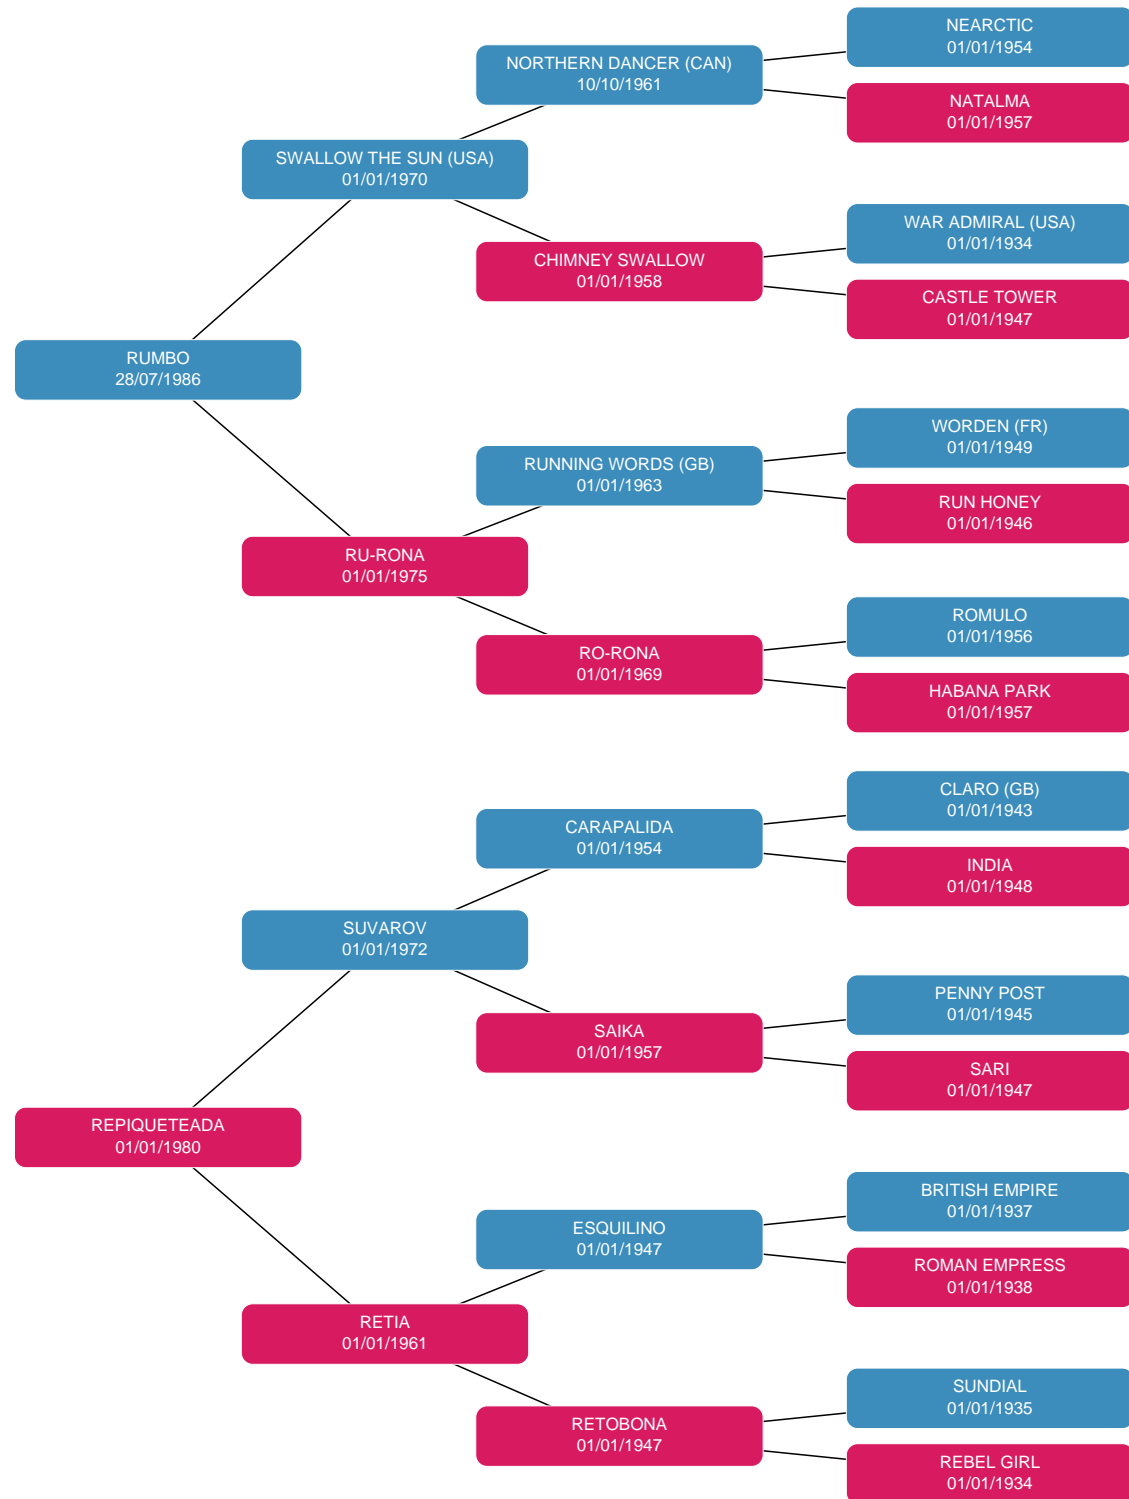 NEARCTIC
01/01/1954
NORTHERN DANCER (CAN)
10/10/1961
NATALMA
01/01/1957
SWALLOW THE SUN (USA)
01/01/1970
WAR ADMIRAL (USA)
01/01/1934
CHIMNEY SWALLOW
01/01/1958
CASTLE TOWER
01/01/1947
RUMBO
28/07/1986
WORDEN (FR)
01/01/1949
RUNNING WORDS (GB)
01/01/1963
RUN HONEY
01/01/1946
RU-RONA
01/01/1975
ROMULO
01/01/1956
RO-RONA
01/01/1969
HABANA PARK
01/01/1957
CLARO (GB)
01/01/1943
CARAPALIDA
01/01/1954
INDIA
01/01/1948
SUVAROV
01/01/1972
PENNY POST
01/01/1945
SAIKA
01/01/1957
SARI
01/01/1947
REPIQUETEADA
01/01/1980
BRITISH EMPIRE
01/01/1937
ESQUILINO
01/01/1947
ROMAN EMPRESS
01/01/1938
RETIA
01/01/1961
SUNDIAL
01/01/1935
RETOBONA
01/01/1947
REBEL GIRL
01/01/1934